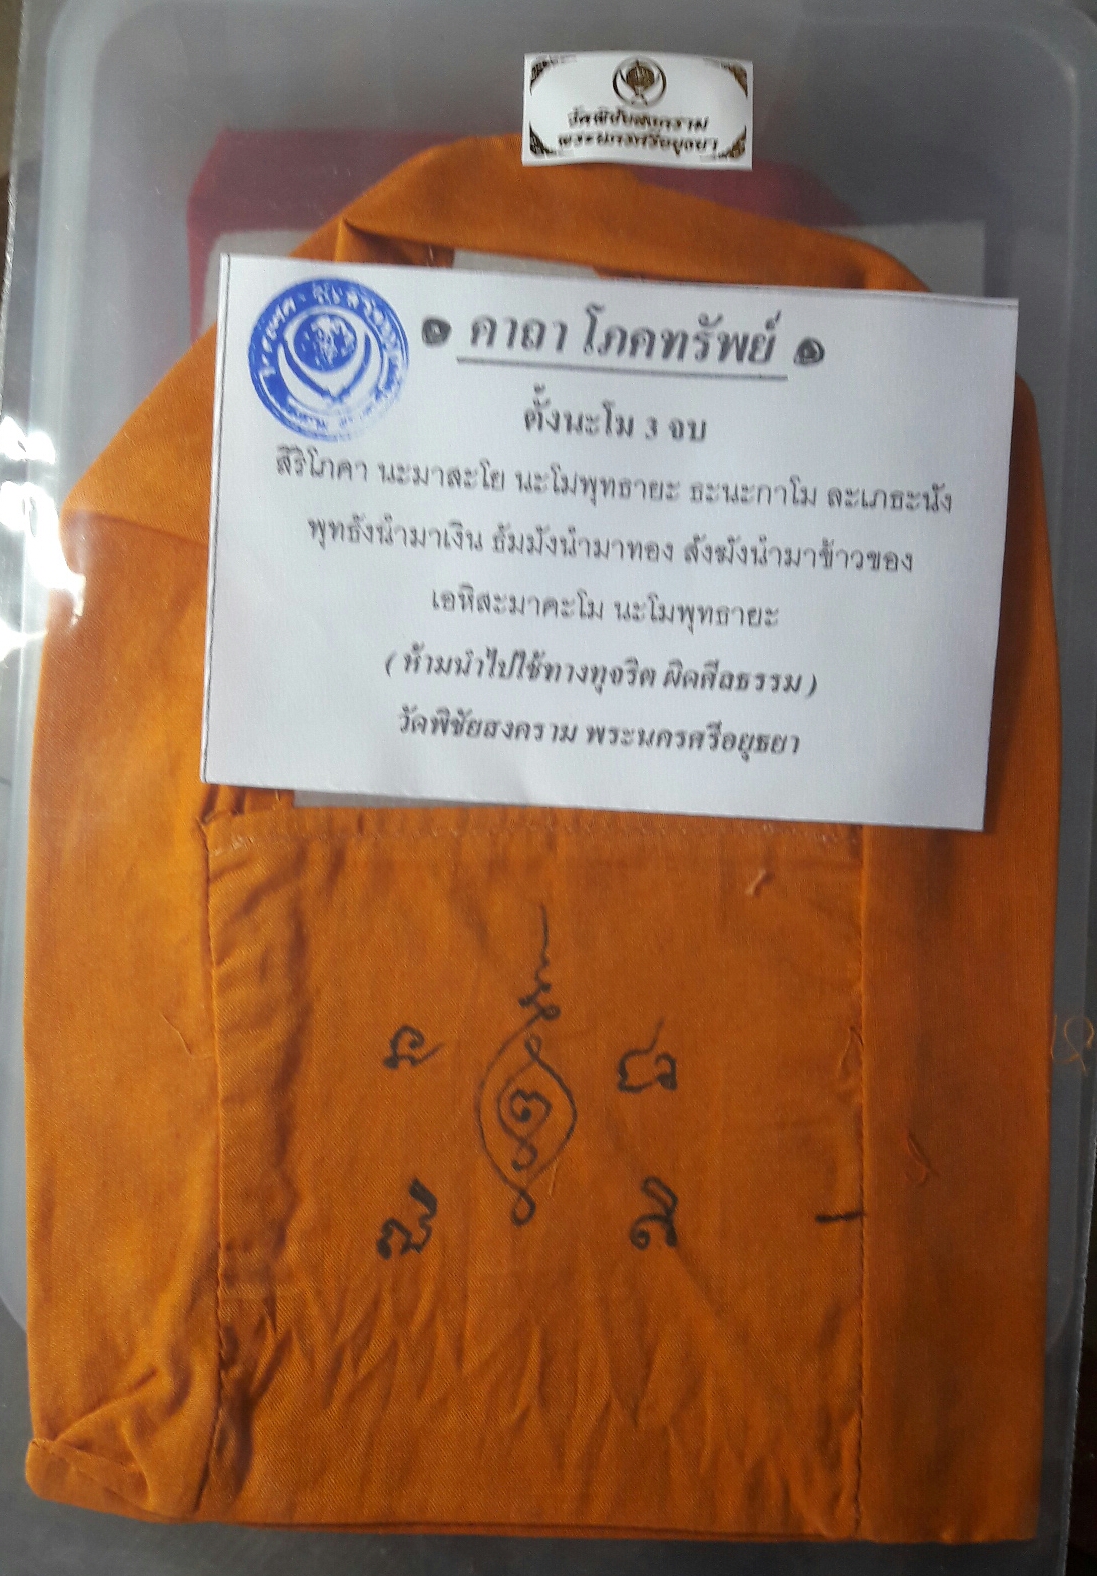 วัดพิชัยสงคราม
พระนครศรีอยุธยา
๑ คาถา โภคทรัพย์ ๑
ตั้งนะโม 3 จบ
สิริโภคา นะมาสะโย นะโมพุทธายะ ธะนะกาโม ละเภธะนัง
พุทธังนำมาเงิน ธัมมังนำมาทอง สังฆังนำมาข้าวของ
เอหิสะมาคะโม นะโมพุทธายะ
( ห้ามนำไปใช้ทางทุจริต ผิดศีลธรรม )
วัดพิชัยสงคราม พระนครศรีอยุธยา